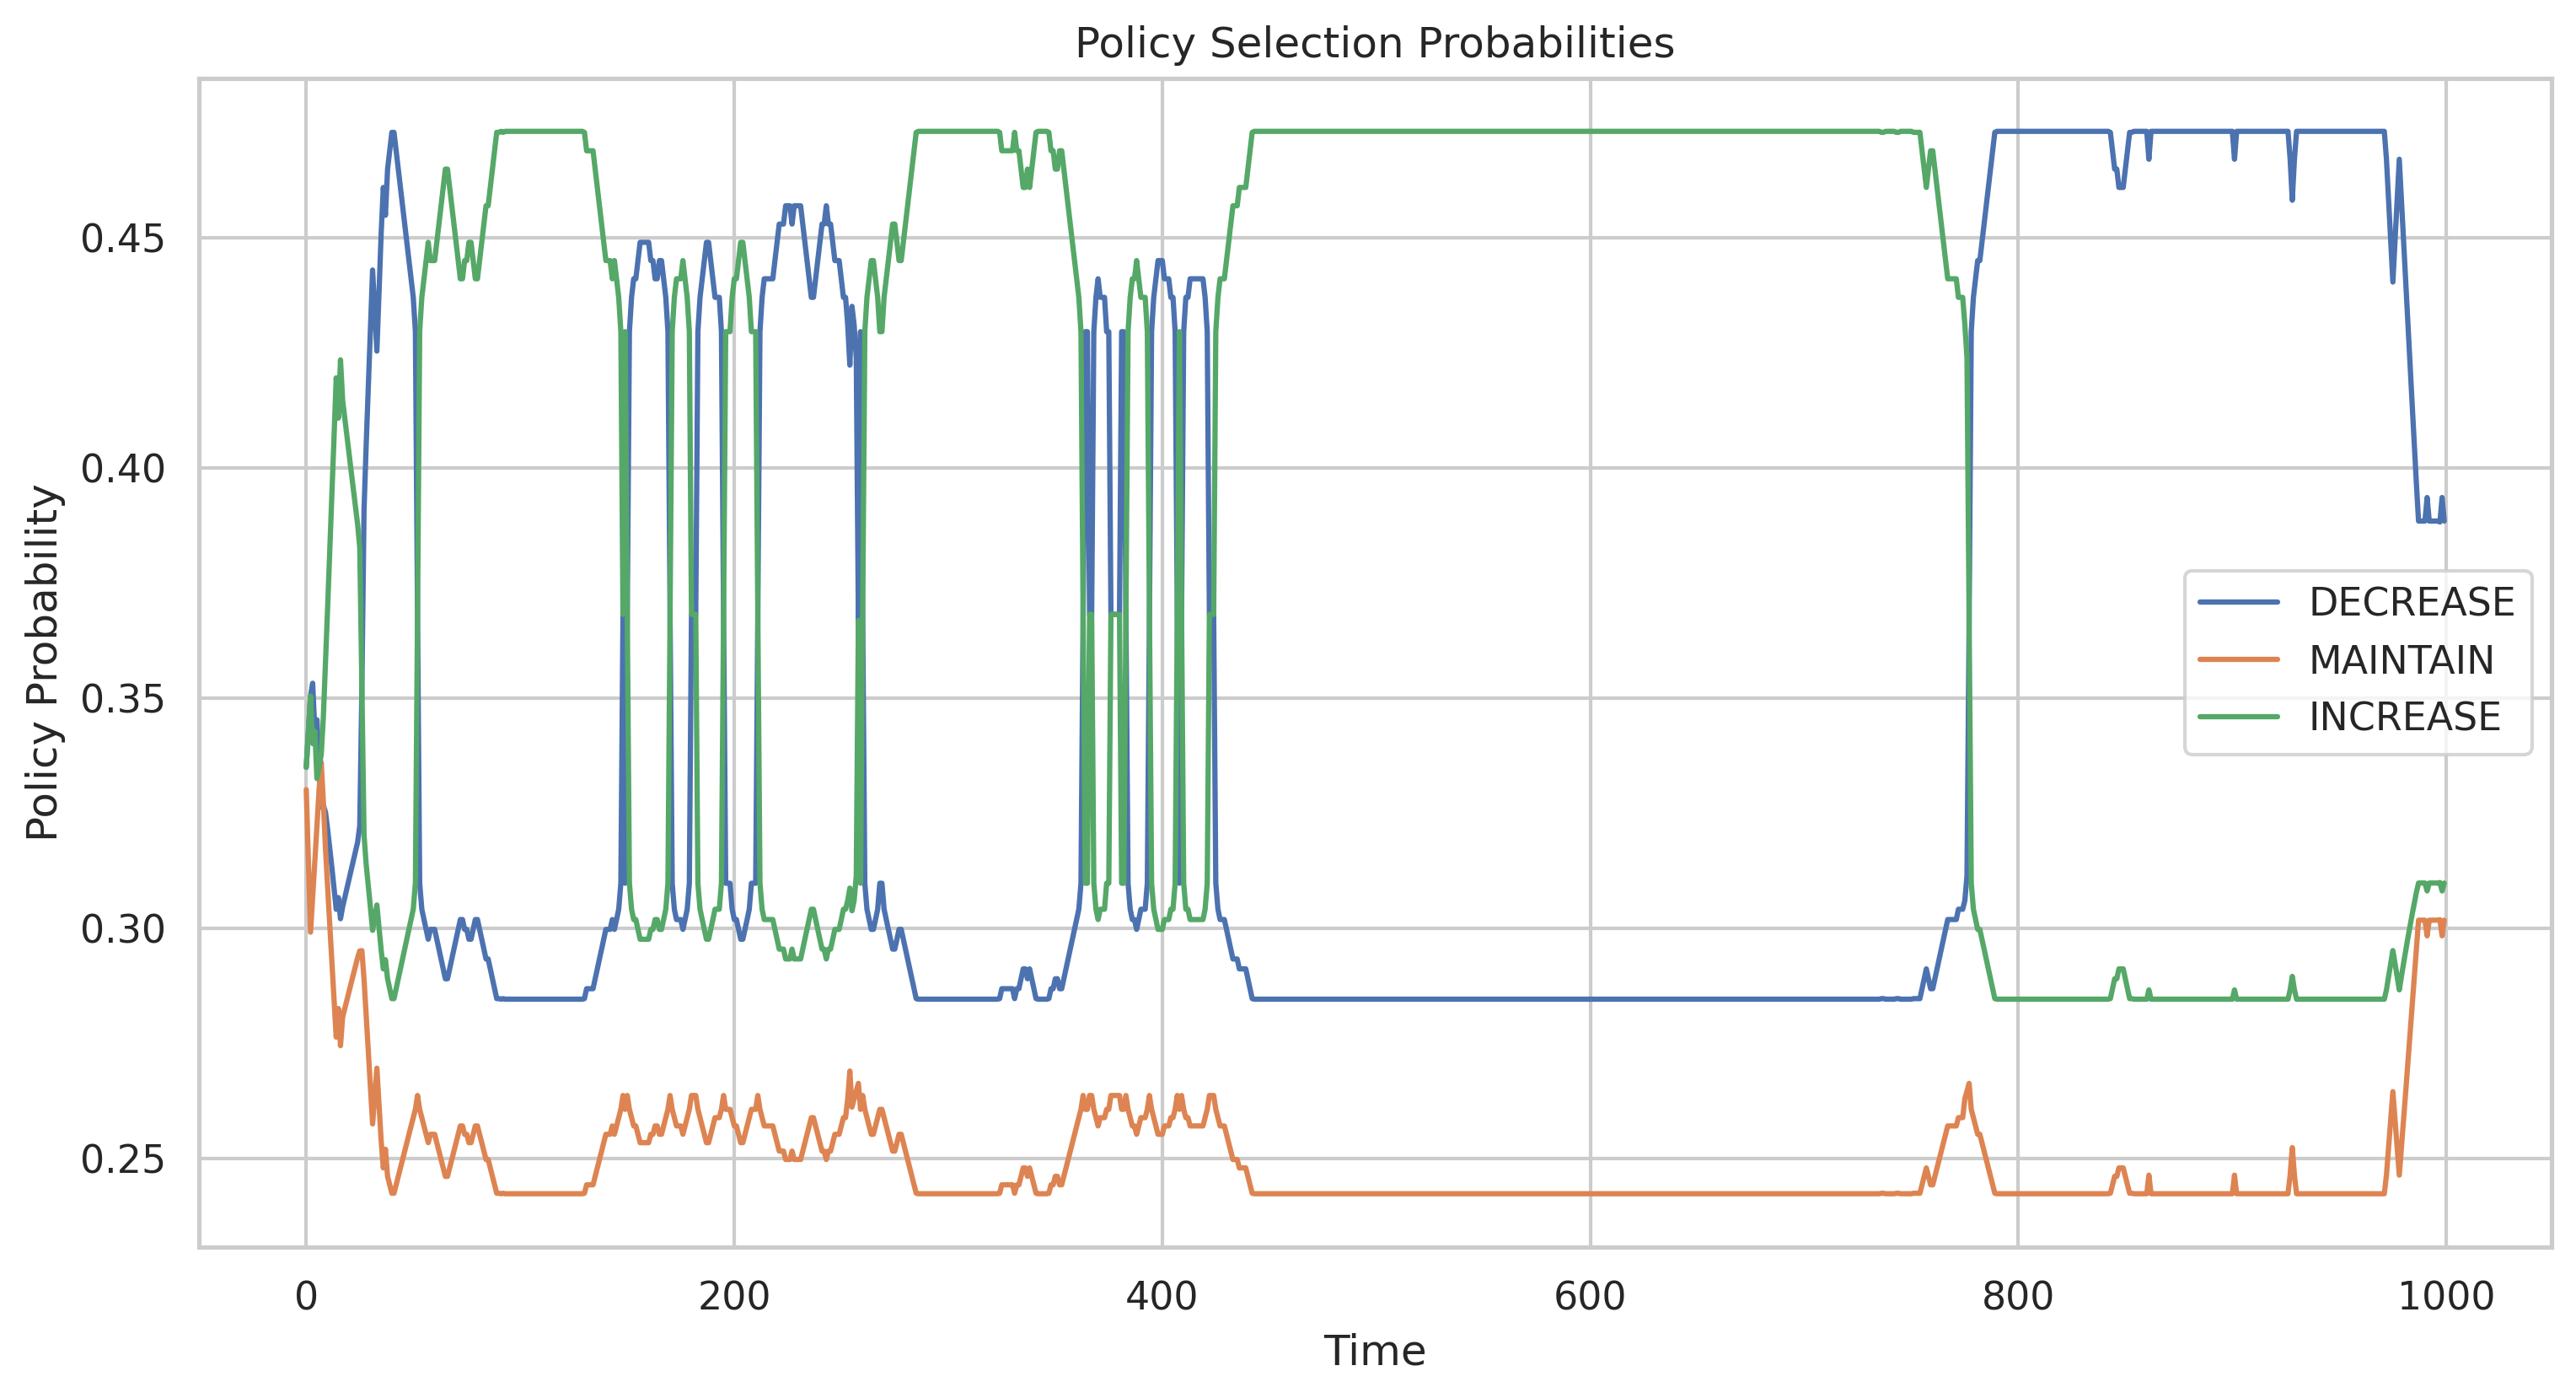 Policy Selection Probabilities
Policy Probability
0.45
0.40
0.35
0.30
0.25
DECREASE
MAINTAIN
INCREASE
0 200 400 600 800 1000
Time